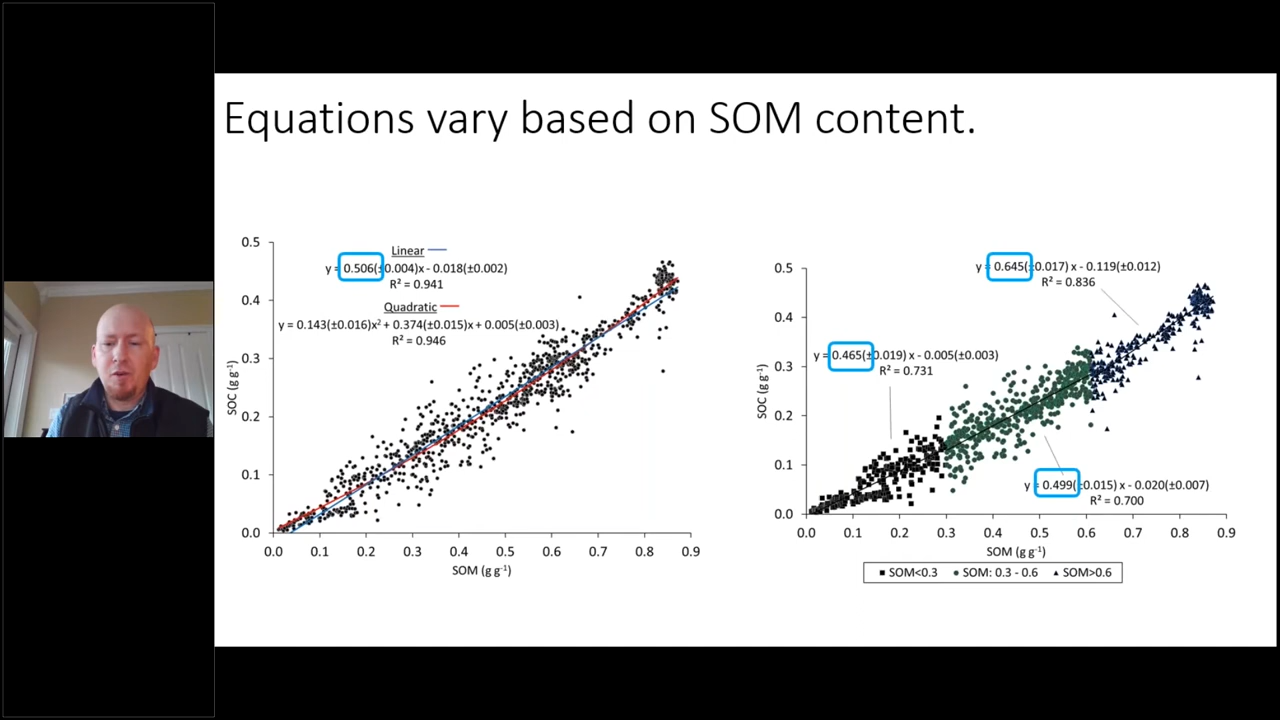 Equations vary based on SOM content.
Linear
y = 0.506(±0.004)x - 0.018(±0.002)
R² = 0.941
Quadratic
y = 0.143(±0.016)x² + 0.374(±0.015)x + 0.005(±0.003)
R² = 0.946
SOC (g g⁻¹)
0.5
0.4
0.3
0.2
0.1
0.0
0.0 0.1 0.2 0.3 0.4 0.5 0.6 0.7 0.8 0.9
SOM (g g⁻¹)
y = 0.645(±0.017) x - 0.119(±0.012)
R² = 0.836
y = 0.465(±0.019) x - 0.005(±0.003)
R² = 0.731
y = 0.499(±0.015) x - 0.020(±0.007)
R² = 0.700
SOC (g g⁻¹)
0.5
0.4
0.3
0.2
0.1
0.0
0.0 0.1 0.2 0.3 0.4 0.5 0.6 0.7 0.8 0.9
SOM (g g⁻¹)
SOM<0.3 SOM: 0.3 - 0.6 SOM>0.6